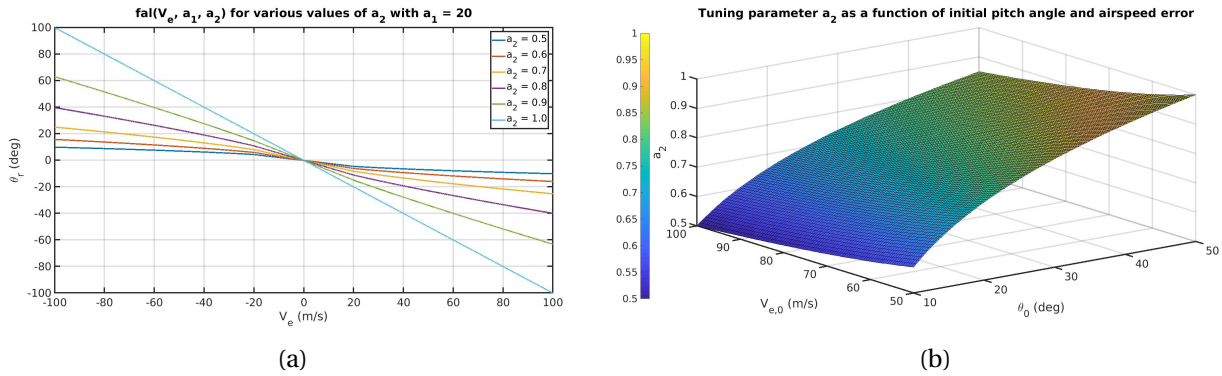 fal(V_e, a_1, a_2) for various values of a_2 with a_1 = 20
100
80
60
40
20
0
-20
-40
-60
-80
-100
θ_r (deg)
-100 -80 -60 -40 -20 0 20 40 60 80 100
V_e (m/s)
a_2 = 0.5
a_2 = 0.6
a_2 = 0.7
a_2 = 0.8
a_2 = 0.9
a_2 = 1.0
(a)
Tuning parameter a_2 as a function of initial pitch angle and airspeed error
1
0.95
0.9
0.85
0.8
0.75
0.7
0.65
0.6
0.55
0.5
a_2
1
0.9
0.8
0.7
0.6
0.5
100 90 80 70 60 50
V_e,0 (m/s)
10 20 30 40 50
θ_0 (deg)
(b)